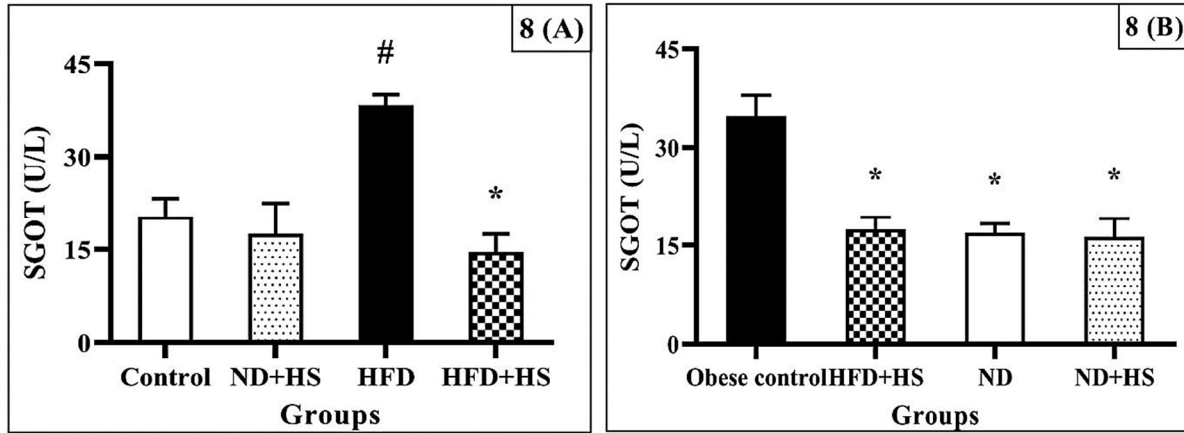 8 (A)
#
45
30
*
15
0
SGOT (U/L)
Control ND+HS HFD HFD+HS
Groups
8 (B)
45
30
* * *
15
0
SGOT (U/L)
Obese control HFD+HS ND ND+HS
Groups